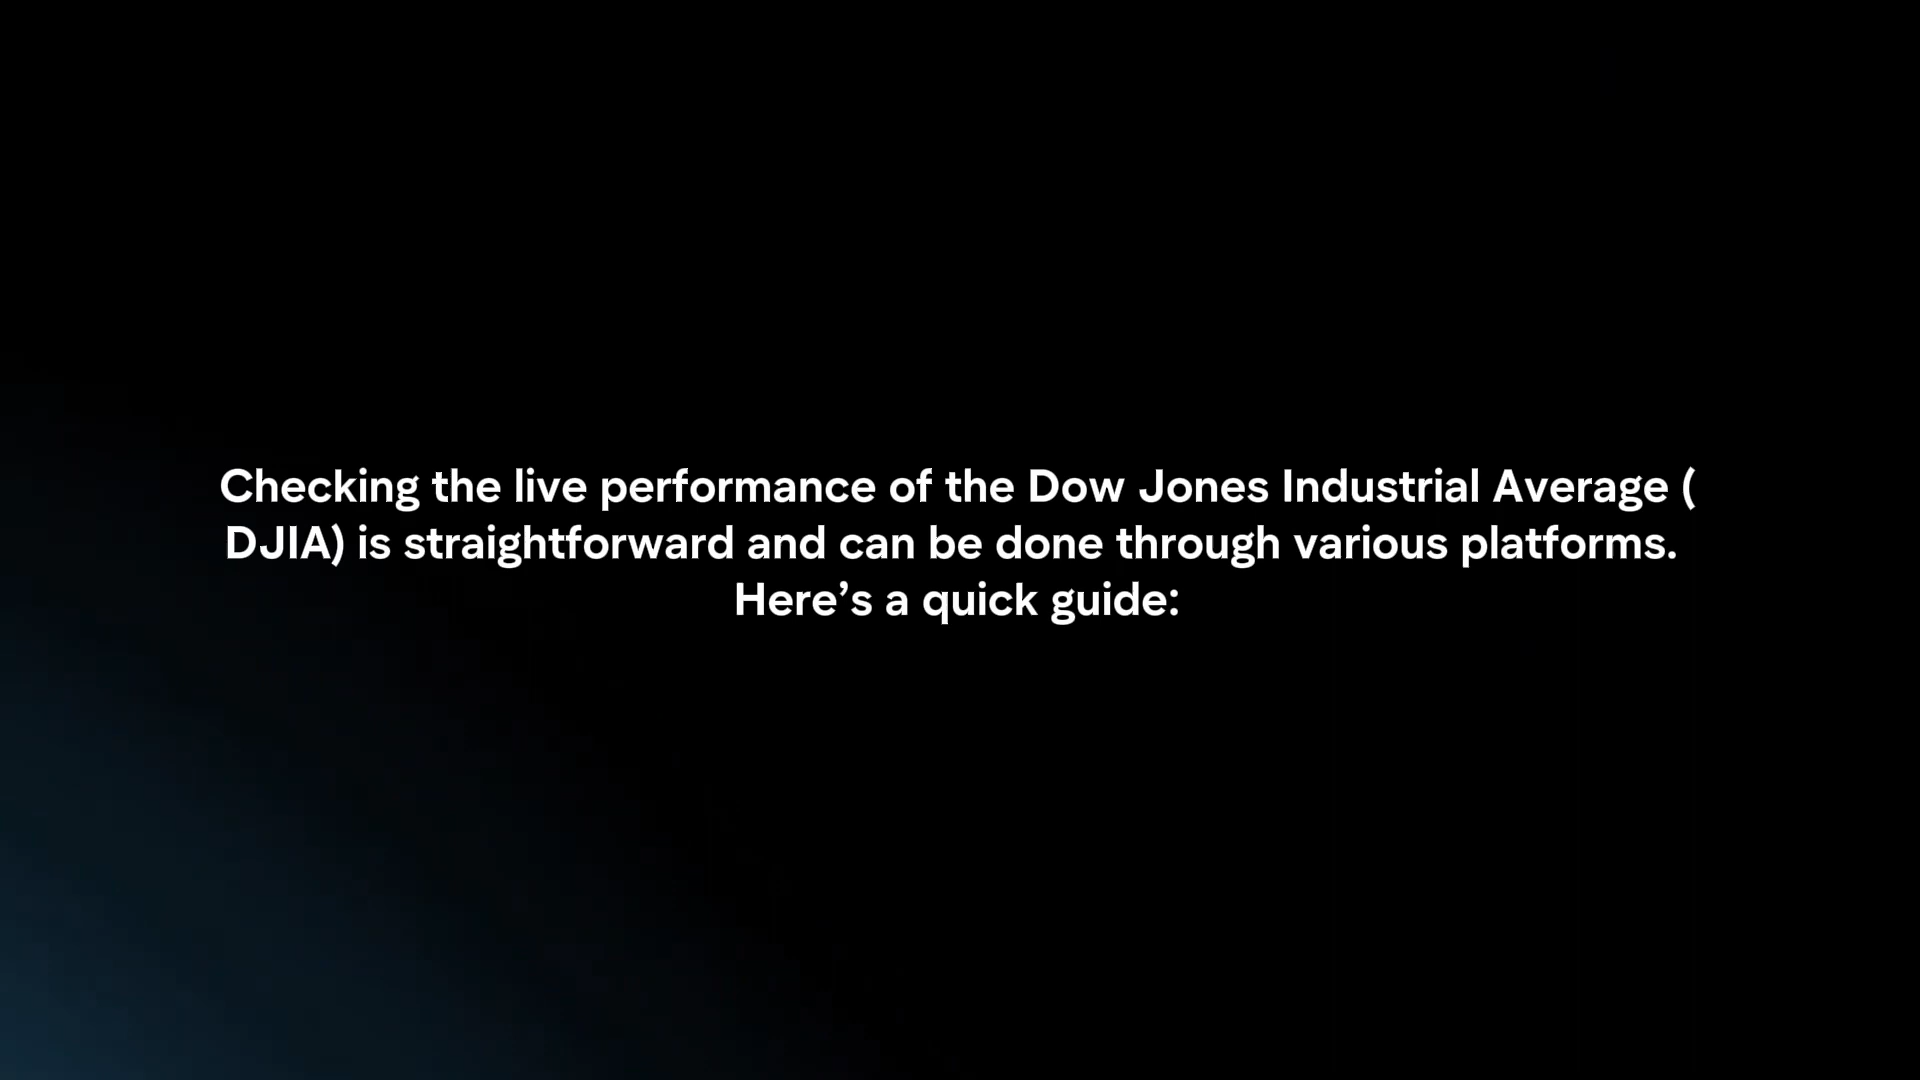 Checking the live performance of the Dow Jones Industrial Average (
DJIA) is straightforward and can be done through various platforms.
Here’s a quick guide: